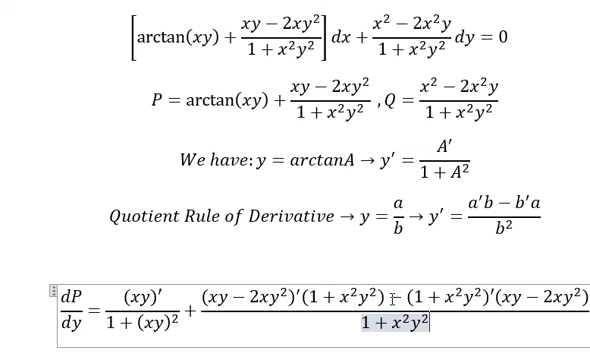 [arctan(xy) + (xy − 2xy²)/(1 + x²y²)] dx + (x² − 2x²y)/(1 + x²y²) dy = 0
P = arctan(xy) + (xy − 2xy²)/(1 + x²y²) , Q = (x² − 2x²y)/(1 + x²y²)
We have: y = arctanA → y′ = A′/(1 + A²)
Quotient Rule of Derivative → y = a/b → y′ = (a′b − b′a)/b²
dP/dy = (xy)′/(1 + (xy)²) + ((xy − 2xy²)′(1 + x²y²) − (1 + x²y²)′(xy − 2xy²))/(1 + x²y²)